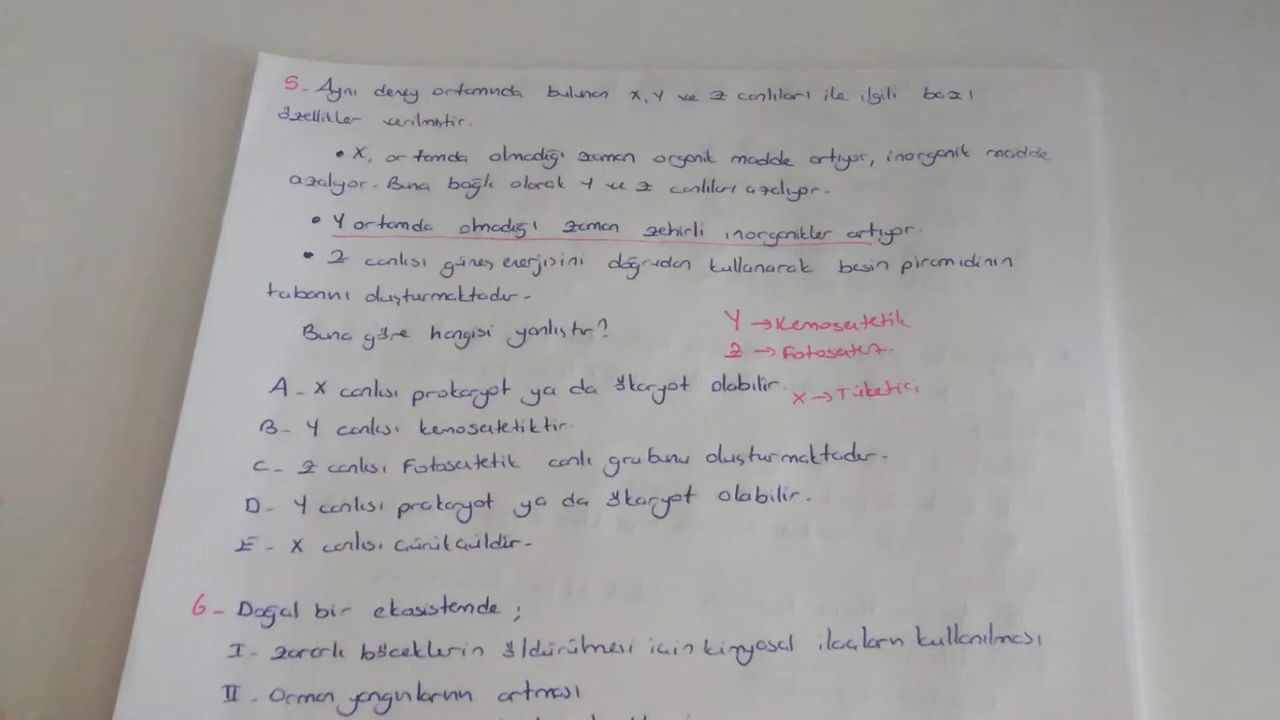 5- Aynı deney ortamında bulunan X, Y ve Z canlıları ile ilgili bazı
özellikler verilmiştir.
• X, ortamda olmadığı zaman organik madde artıyor, inorganik madde
azalıyor. Buna bağlı olarak Y ve Z canlıları azalıyor.
• Y ortamda olmadığı zaman zehirli inorganikler artıyor.
• Z canlısı güneş enerjisini doğrudan kullanarak besin piramidinin
tabanını oluşturmaktadır.
Buna göre hangisi yanlıştır?
Y → Kemosentetik
Z → Fotosentez.
X → Tüketici
A- X canlısı prokaryot ya da ökaryot olabilir.
B- Y canlısı kemosentetiktir.
C- Z canlısı Fotosentetik canlı grubunu oluşturmaktadır.
D- Y canlısı prokaryot ya da ökaryot olabilir.
E- X canlısı çürükçüldür.
6- Doğal bir ekosistemde;
I- zararlı böceklerin öldürülmesi için kimyasal ilaçların kullanılması
II- Orman yangınlarının artması